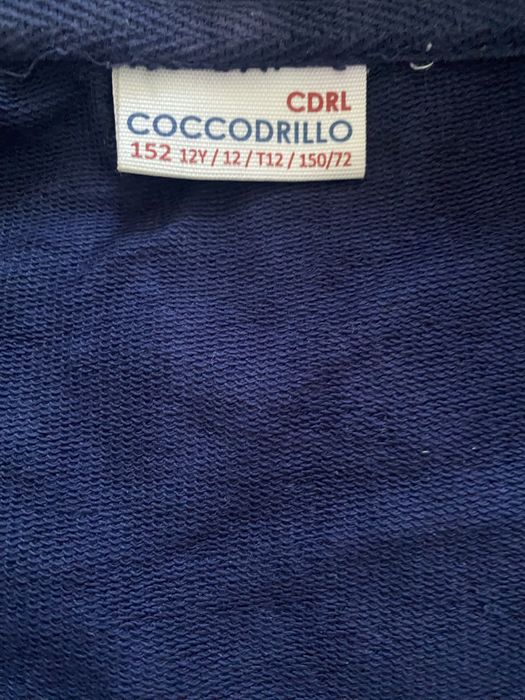 CDRL
COCCODRILLO
152 12Y / 12 / T12 / 150/72